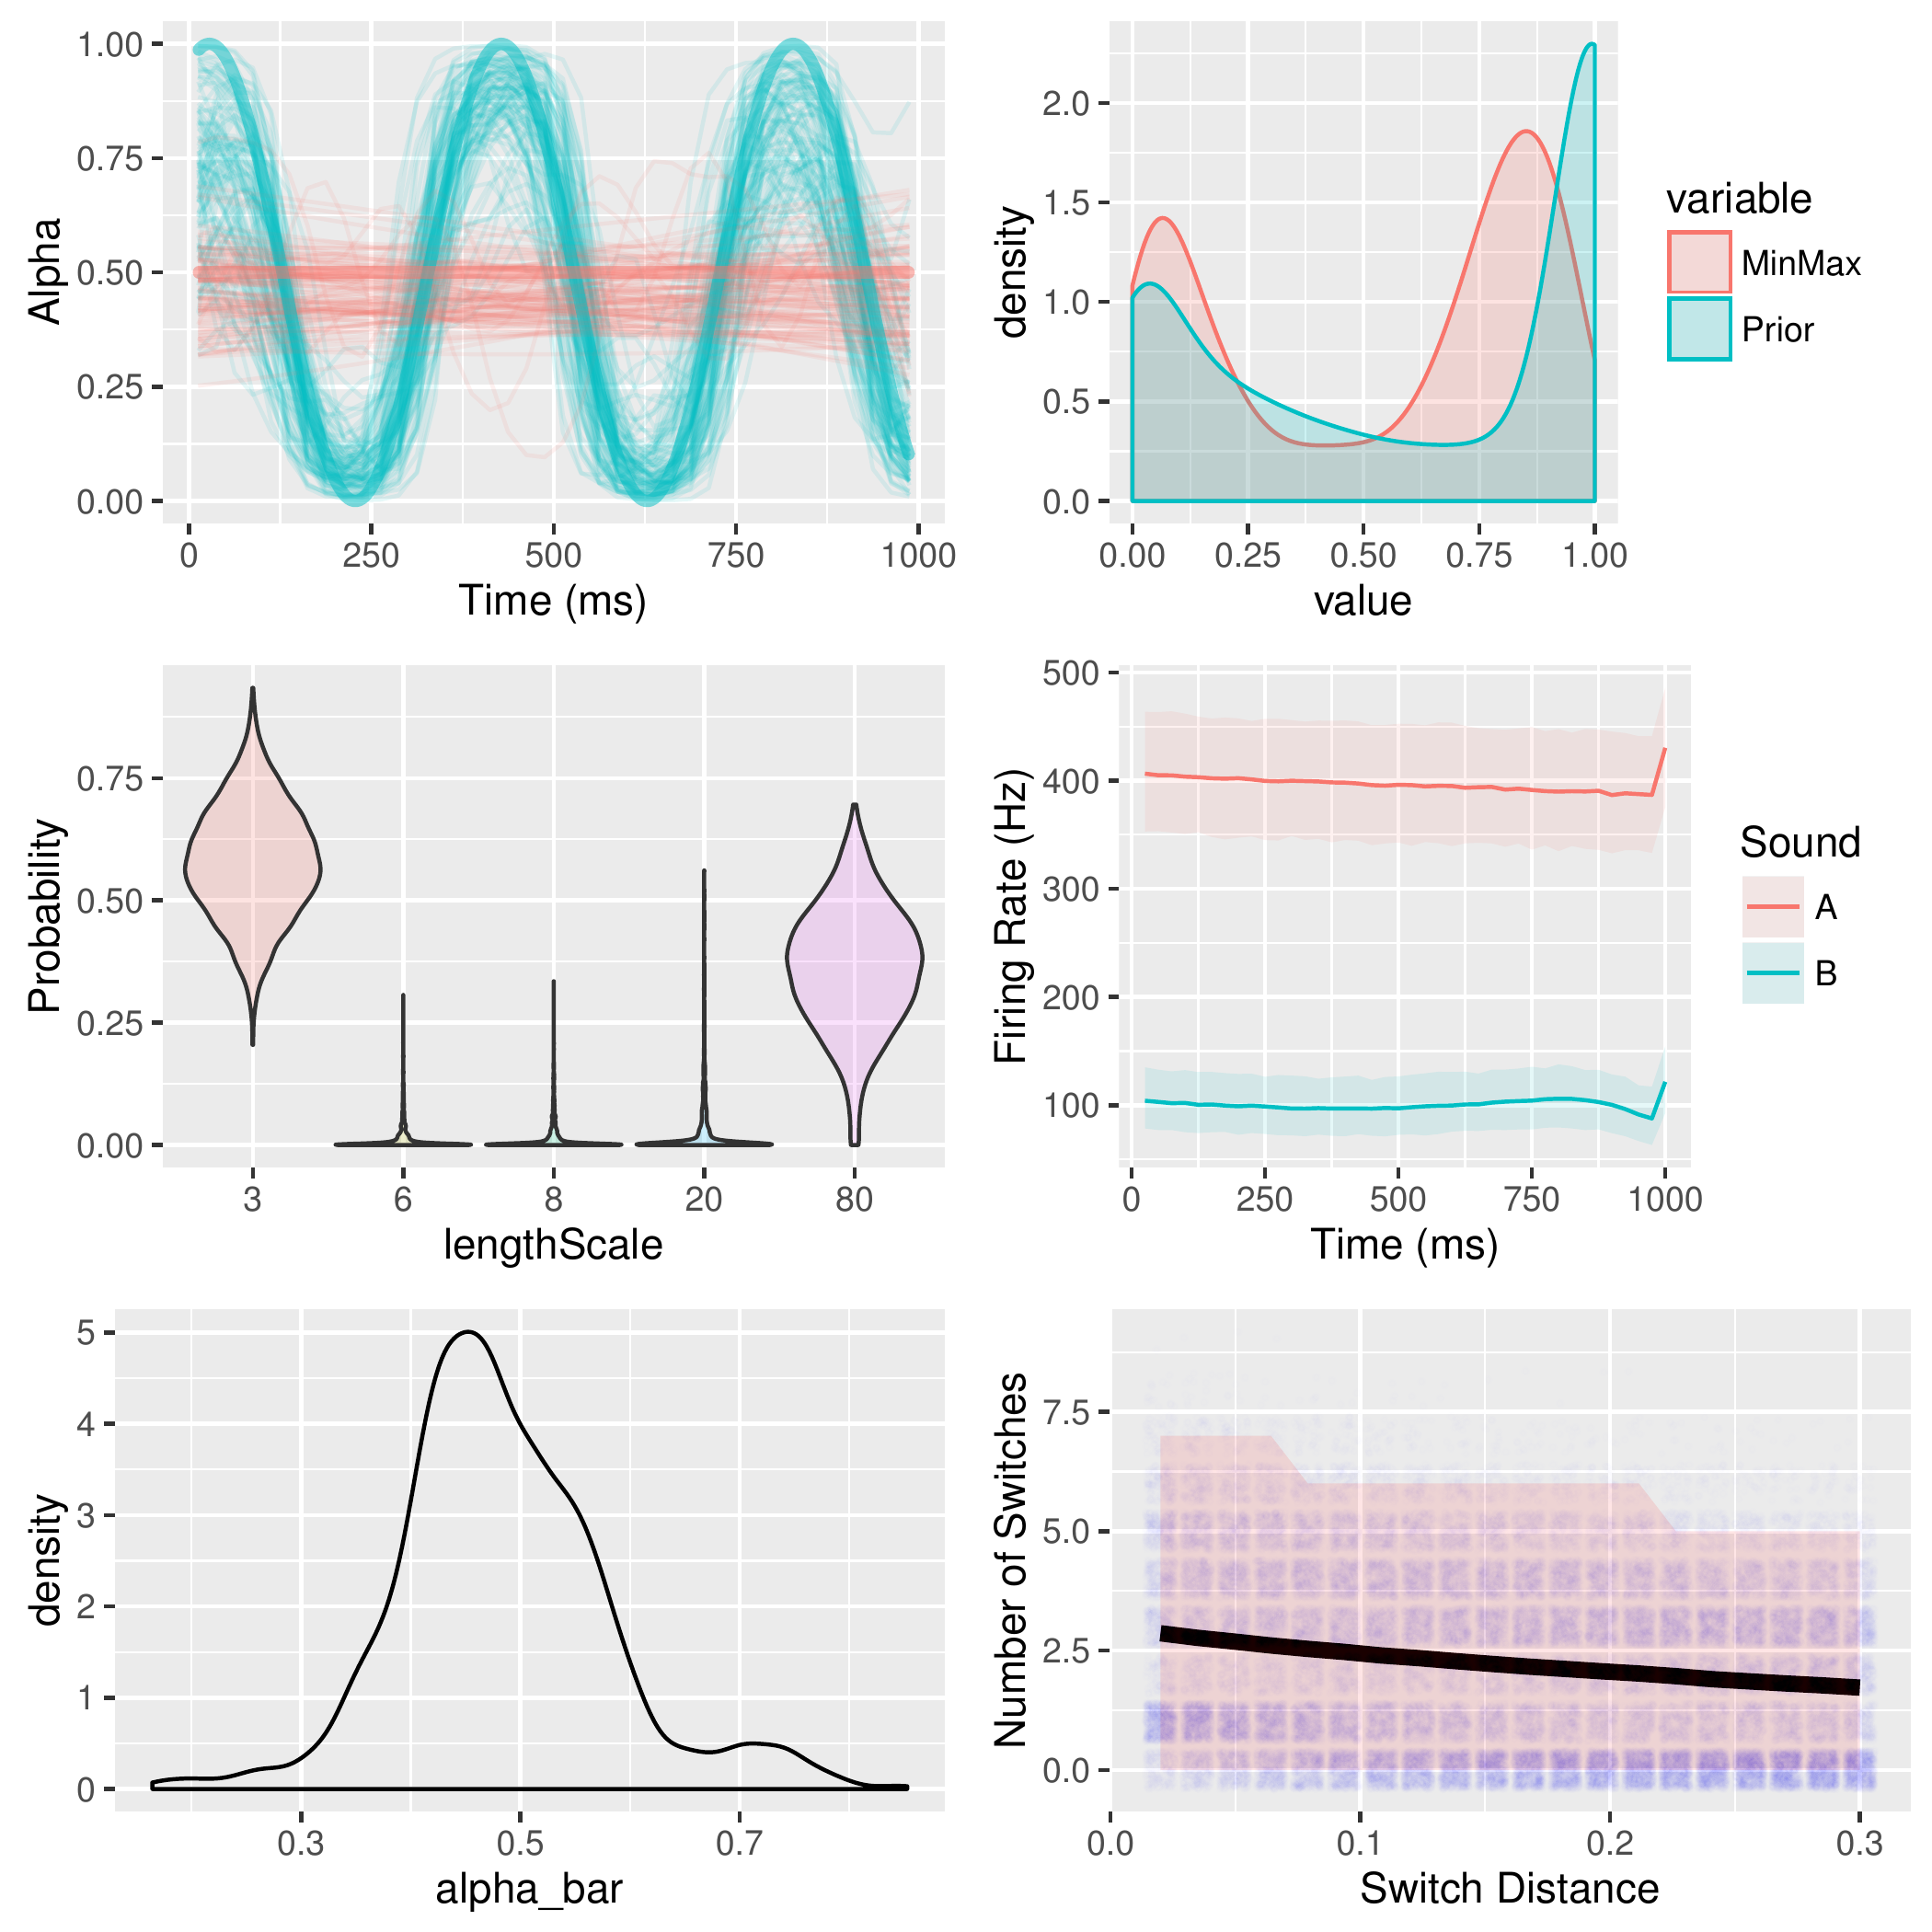 1.00
0.75
0.50
0.25
0.00
Alpha
0 250 500 750 1000
Time (ms)
2.0
1.5
1.0
0.5
0.0
density
0.00 0.25 0.50 0.75 1.00
value
variable
MinMax
Prior
0.75
0.50
0.25
0.00
Probability
3 6 8 20 80
lengthScale
500
400
300
200
100
Firing Rate (Hz)
0 250 500 750 1000
Time (ms)
Sound
A
B
5
4
3
2
1
0
density
0.3 0.5 0.7
alpha_bar
7.5
5.0
2.5
0.0
Number of Switches
0.0 0.1 0.2 0.3
Switch Distance